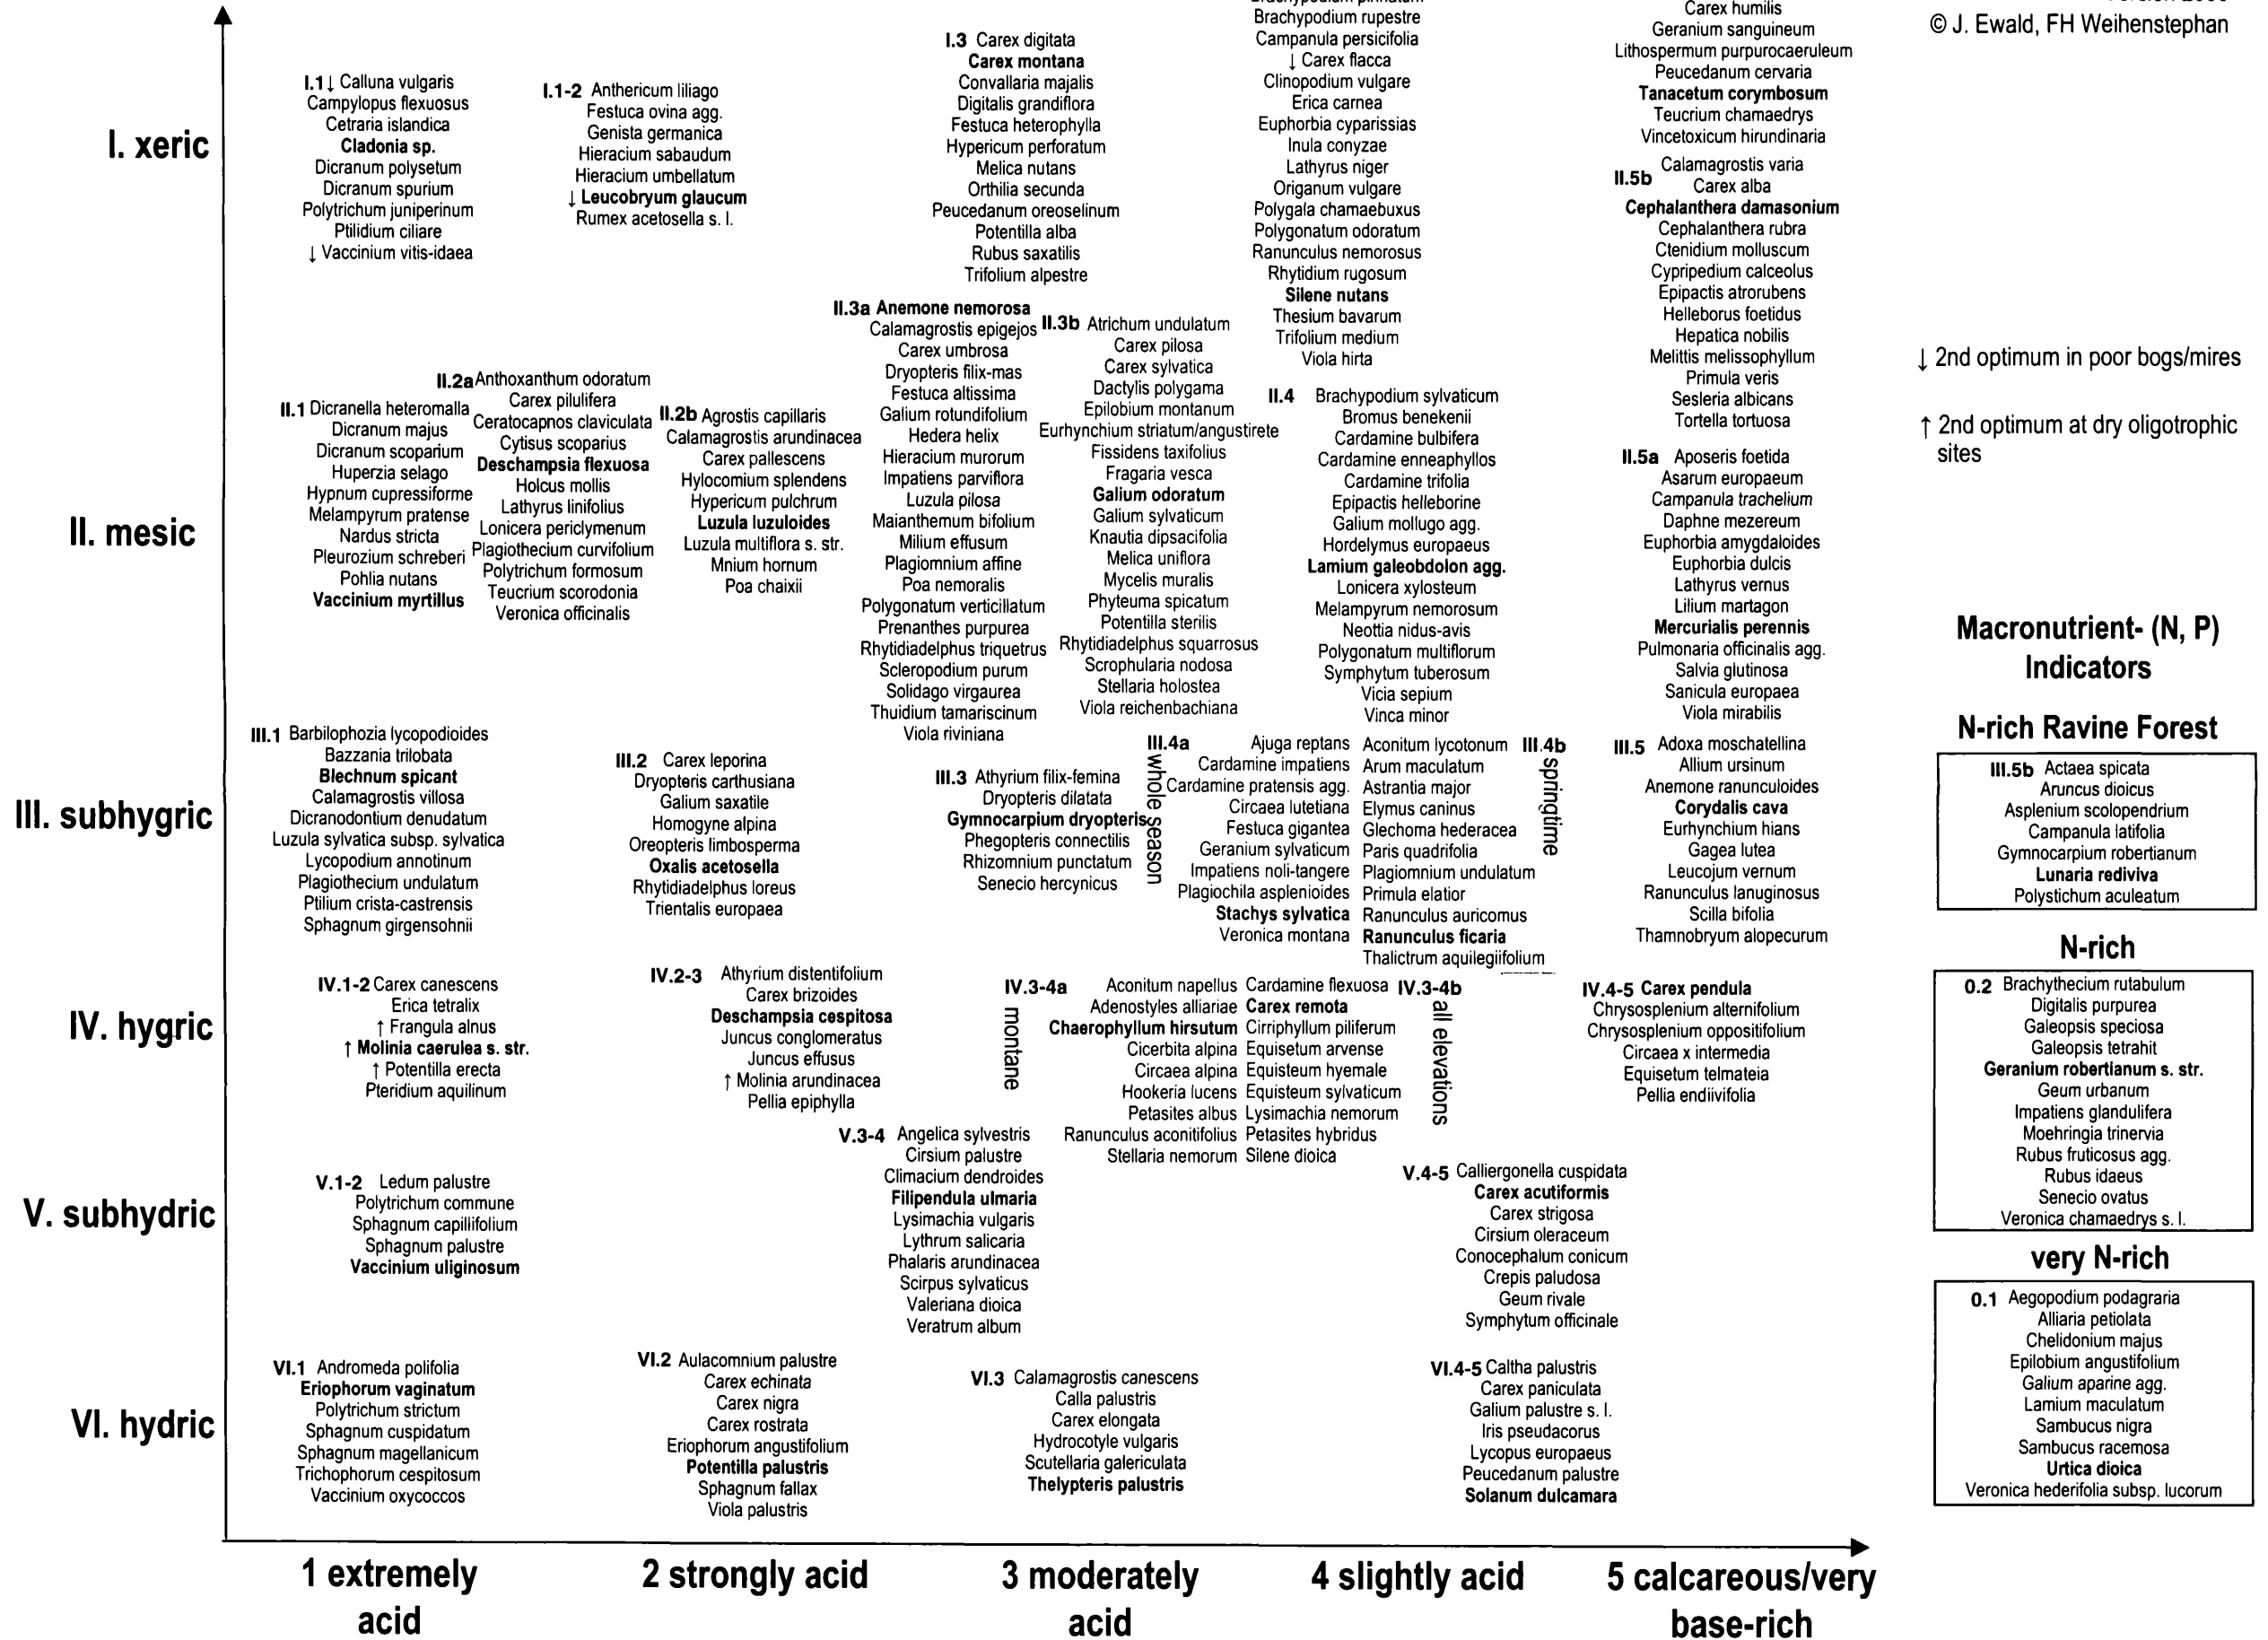 I. xeric
II. mesic
III. subhygric
IV. hygric
V. subhydric
VI. hydric
I.1 ↓ Calluna vulgaris
Campylopus flexuosus
Cetraria islandica
Cladonia sp.
Dicranum polysetum
Dicranum spurium
Polytrichum juniperinum
Ptilidium ciliare
↓ Vaccinium vitis-idaea
I.1-2 Anthericum liliago
Festuca ovina agg.
Genista germanica
Hieracium sabaudum
Hieracium umbellatum
↓ Leucobryum glaucum
Rumex acetosella s. l.
I.3 Carex digitata
Carex montana
Convallaria majalis
Digitalis grandiflora
Festuca heterophylla
Hypericum perforatum
Melica nutans
Orthilia secunda
Peucedanum oreoselinum
Potentilla alba
Rubus saxatilis
Trifolium alpestre
Brachypodium rupestre
Campanula persicifolia
↓ Carex flacca
Clinopodium vulgare
Erica carnea
Euphorbia cyparissias
Inula conyzae
Lathyrus niger
Origanum vulgare
Polygala chamaebuxus
Polygonatum odoratum
Ranunculus nemorosus
Rhytidium rugosum
Silene nutans
Thesium bavarum
Trifolium medium
Viola hirta
Carex humilis
Geranium sanguineum
Lithospermum purpurocaeruleum
Peucedanum cervaria
Tanacetum corymbosum
Teucrium chamaedrys
Vincetoxicum hirundinaria
II.5b Calamagrostis varia
Carex alba
Cephalanthera damasonium
Cephalanthera rubra
Ctenidium molluscum
Cypripedium calceolus
Epipactis atrorubens
Helleborus foetidus
Hepatica nobilis
Melittis melissophyllum
Primula veris
Sesleria albicans
Tortella tortuosa
II.1 Dicranella heteromalla
Dicranum majus
Dicranum scoparium
Huperzia selago
Hypnum cupressiforme
Melampyrum pratense
Nardus stricta
Pleurozium schreberi
Pohlia nutans
Vaccinium myrtillus
II.2a Anthoxanthum odoratum
Carex pilulifera
Ceratocapnos claviculata
Cytisus scoparius
Deschampsia flexuosa
Holcus mollis
Lathyrus linifolius
Lonicera periclymenum
Plagiothecium curvifolium
Polytrichum formosum
Teucrium scorodonia
Veronica officinalis
II.2b Agrostis capillaris
Calamagrostis arundinacea
Carex pallescens
Hylocomium splendens
Hypericum pulchrum
Luzula luzuloides
Luzula multiflora s. str.
Mnium hornum
Poa chaixii
II.3a Anemone nemorosa
Calamagrostis epigejos
Carex umbrosa
Dryopteris filix-mas
Festuca altissima
Galium rotundifolium
Hedera helix
Hieracium murorum
Impatiens parviflora
Luzula pilosa
Maianthemum bifolium
Milium effusum
Plagiomnium affine
Poa nemoralis
Polygonatum verticillatum
Prenanthes purpurea
Rhytidiadelphus triquetrus
Scleropodium purum
Solidago virgaurea
Thuidium tamariscinum
Viola riviniana
II.3b Atrichum undulatum
Carex pilosa
Carex sylvatica
Dactylis polygama
Epilobium montanum
Eurhynchium striatum/angustirete
Fissidens taxifolius
Fragaria vesca
Galium odoratum
Galium sylvaticum
Knautia dipsacifolia
Melica uniflora
Mycelis muralis
Phyteuma spicatum
Potentilla sterilis
Rhytidiadelphus squarrosus
Scrophularia nodosa
Stellaria holostea
Viola reichenbachiana
II.4 Brachypodium sylvaticum
Bromus benekenii
Cardamine bulbifera
Cardamine enneaphyllos
Cardamine trifolia
Epipactis helleborine
Galium mollugo agg.
Hordelymus europaeus
Lamium galeobdolon agg.
Lonicera xylosteum
Melampyrum nemorosum
Neottia nidus-avis
Polygonatum multiflorum
Symphytum tuberosum
Vicia sepium
Vinca minor
II.5a Aposeris foetida
Asarum europaeum
Campanula trachelium
Daphne mezereum
Euphorbia amygdaloides
Euphorbia dulcis
Lathyrus vernus
Lilium martagon
Mercurialis perennis
Pulmonaria officinalis agg.
Salvia glutinosa
Sanicula europaea
Viola mirabilis
III.1 Barbilophozia lycopodioides
Bazzania trilobata
Blechnum spicant
Calamagrostis villosa
Dicranodontium denudatum
Luzula sylvatica subsp. sylvatica
Lycopodium annotinum
Plagiothecium undulatum
Ptilium crista-castrensis
Sphagnum girgensohnii
III.2 Carex leporina
Dryopteris carthusiana
Galium saxatile
Homogyne alpina
Oreopteris limbosperma
Oxalis acetosella
Rhytidiadelphus loreus
Trientalis europaea
III.3 Athyrium filix-femina
Dryopteris dilatata
Gymnocarpium dryopteris
Phegopteris connectilis
Rhizomnium punctatum
Senecio hercynicus
III.4a
whole season
Ajuga reptans
Cardamine impatiens
Cardamine pratensis agg.
Circaea lutetiana
Festuca gigantea
Geranium sylvaticum
Impatiens noli-tangere
Plagiochila asplenioides
Stachys sylvatica
Veronica montana
III.4b
springtime
Aconitum lycotonum
Arum maculatum
Astrantia major
Elymus caninus
Glechoma hederacea
Paris quadrifolia
Plagiomnium undulatum
Primula elatior
Ranunculus auricomus
Ranunculus ficaria
Thalictrum aquilegiifolium
III.5 Adoxa moschatellina
Allium ursinum
Anemone ranunculoides
Corydalis cava
Eurhynchium hians
Gagea lutea
Leucojum vernum
Ranunculus lanuginosus
Scilla bifolia
Thamnobryum alopecurum
IV.1-2 Carex canescens
Erica tetralix
↑ Frangula alnus
↑ Molinia caerulea s. str.
↑ Potentilla erecta
Pteridium aquilinum
IV.2-3 Athyrium distentifolium
Carex brizoides
Deschampsia cespitosa
Juncus conglomeratus
Juncus effusus
↑ Molinia arundinacea
Pellia epiphylla
IV.3-4a
montane
Aconitum napellus
Adenostyles alliariae
Chaerophyllum hirsutum
Cicerbita alpina
Circaea alpina
Hookeria lucens
Petasites albus
Ranunculus aconitifolius
Stellaria nemorum
IV.3-4b
all elevations
Cardamine flexuosa
Carex remota
Cirriphyllum piliferum
Equisetum arvense
Equisteum hyemale
Equisteum sylvaticum
Lysimachia nemorum
Petasites hybridus
Silene dioica
IV.4-5 Carex pendula
Chrysosplenium alternifolium
Chrysosplenium oppositifolium
Circaea x intermedia
Equisetum telmateia
Pellia endiivifolia
V.1-2 Ledum palustre
Polytrichum commune
Sphagnum capillifolium
Sphagnum palustre
Vaccinium uliginosum
V.3-4 Angelica sylvestris
Cirsium palustre
Climacium dendroides
Filipendula ulmaria
Lysimachia vulgaris
Lythrum salicaria
Phalaris arundinacea
Scirpus sylvaticus
Valeriana dioica
Veratrum album
V.4-5 Calliergonella cuspidata
Carex acutiformis
Carex strigosa
Cirsium oleraceum
Conocephalum conicum
Crepis paludosa
Geum rivale
Symphytum officinale
VI.1 Andromeda polifolia
Eriophorum vaginatum
Polytrichum strictum
Sphagnum cuspidatum
Sphagnum magellanicum
Trichophorum cespitosum
Vaccinium oxycoccos
VI.2 Aulacomnium palustre
Carex echinata
Carex nigra
Carex rostrata
Eriophorum angustifolium
Potentilla palustris
Sphagnum fallax
Viola palustris
VI.3 Calamagrostis canescens
Calla palustris
Carex elongata
Hydrocotyle vulgaris
Scutellaria galericulata
Thelypteris palustris
VI.4-5 Caltha palustris
Carex paniculata
Galium palustre s. l.
Iris pseudacorus
Lycopus europaeus
Peucedanum palustre
Solanum dulcamara
1 extremely
acid
2 strongly acid
3 moderately
acid
4 slightly acid
5 calcareous/very
base-rich
© J. Ewald, FH Weihenstephan
↓ 2nd optimum in poor bogs/mires
↑ 2nd optimum at dry oligotrophic
sites
Macronutrient- (N, P)
Indicators
N-rich Ravine Forest
III.5b Actaea spicata
Aruncus dioicus
Asplenium scolopendrium
Campanula latifolia
Gymnocarpium robertianum
Lunaria rediviva
Polystichum aculeatum
N-rich
0.2 Brachythecium rutabulum
Digitalis purpurea
Galeopsis speciosa
Galeopsis tetrahit
Geranium robertianum s. str.
Geum urbanum
Impatiens glandulifera
Moehringia trinervia
Rubus fruticosus agg.
Rubus idaeus
Senecio ovatus
Veronica chamaedrys s. l.
very N-rich
0.1 Aegopodium podagraria
Alliaria petiolata
Chelidonium majus
Epilobium angustifolium
Galium aparine agg.
Lamium maculatum
Sambucus nigra
Sambucus racemosa
Urtica dioica
Veronica hederifolia subsp. lucorum